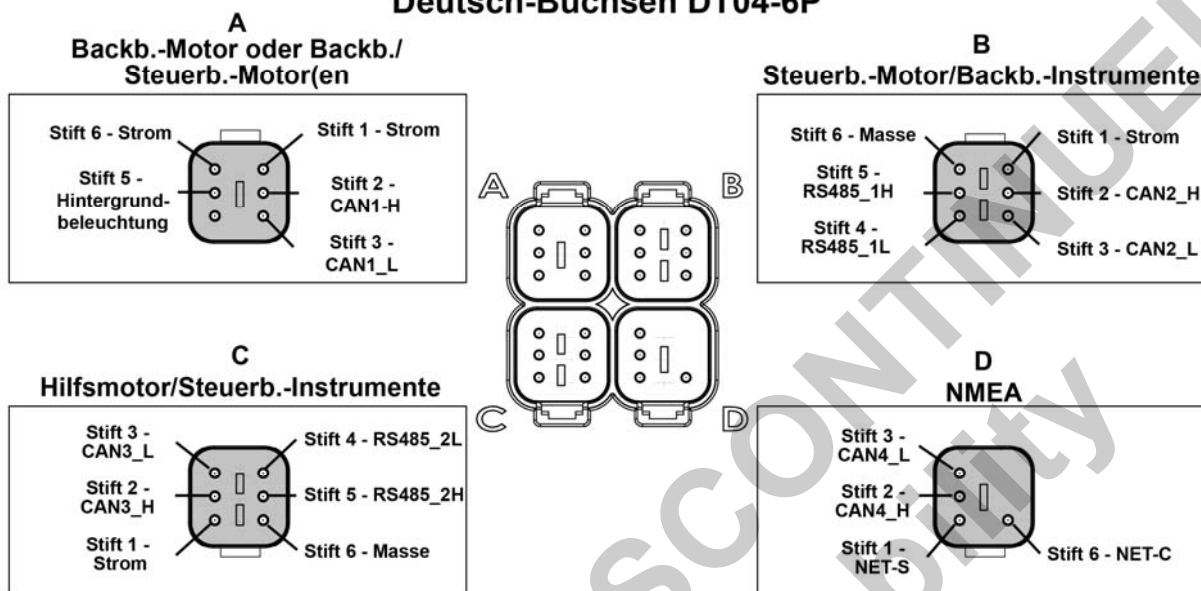 Deutsch-Buchsen DT04-6P
A
Backb.-Motor oder Backb./
Steuerb.-Motor(en
Stift 6 - Strom
Stift 1 - Strom
Stift 5 -
Hintergrund-
beleuchtung
Stift 2 -
CAN1-H
Stift 3 -
CAN1_L
B
Steuerb.-Motor/Backb.-Instrumente
Stift 6 - Masse
Stift 1 - Strom
Stift 5 -
RS485_1H
Stift 2 - CAN2_H
Stift 4 -
RS485_1L
Stift 3 - CAN2_L
A
B
C
D
C
Hilfsmotor/Steuerb.-Instrumente
Stift 3 -
CAN3_L
Stift 4 - RS485_2L
Stift 2 -
CAN3_H
Stift 5 - RS485_2H
Stift 1 -
Strom
Stift 6 - Masse
D
NMEA
Stift 3 -
CAN4_L
Stift 2 -
CAN4_H
Stift 1 -
NET-S
Stift 6 - NET-C